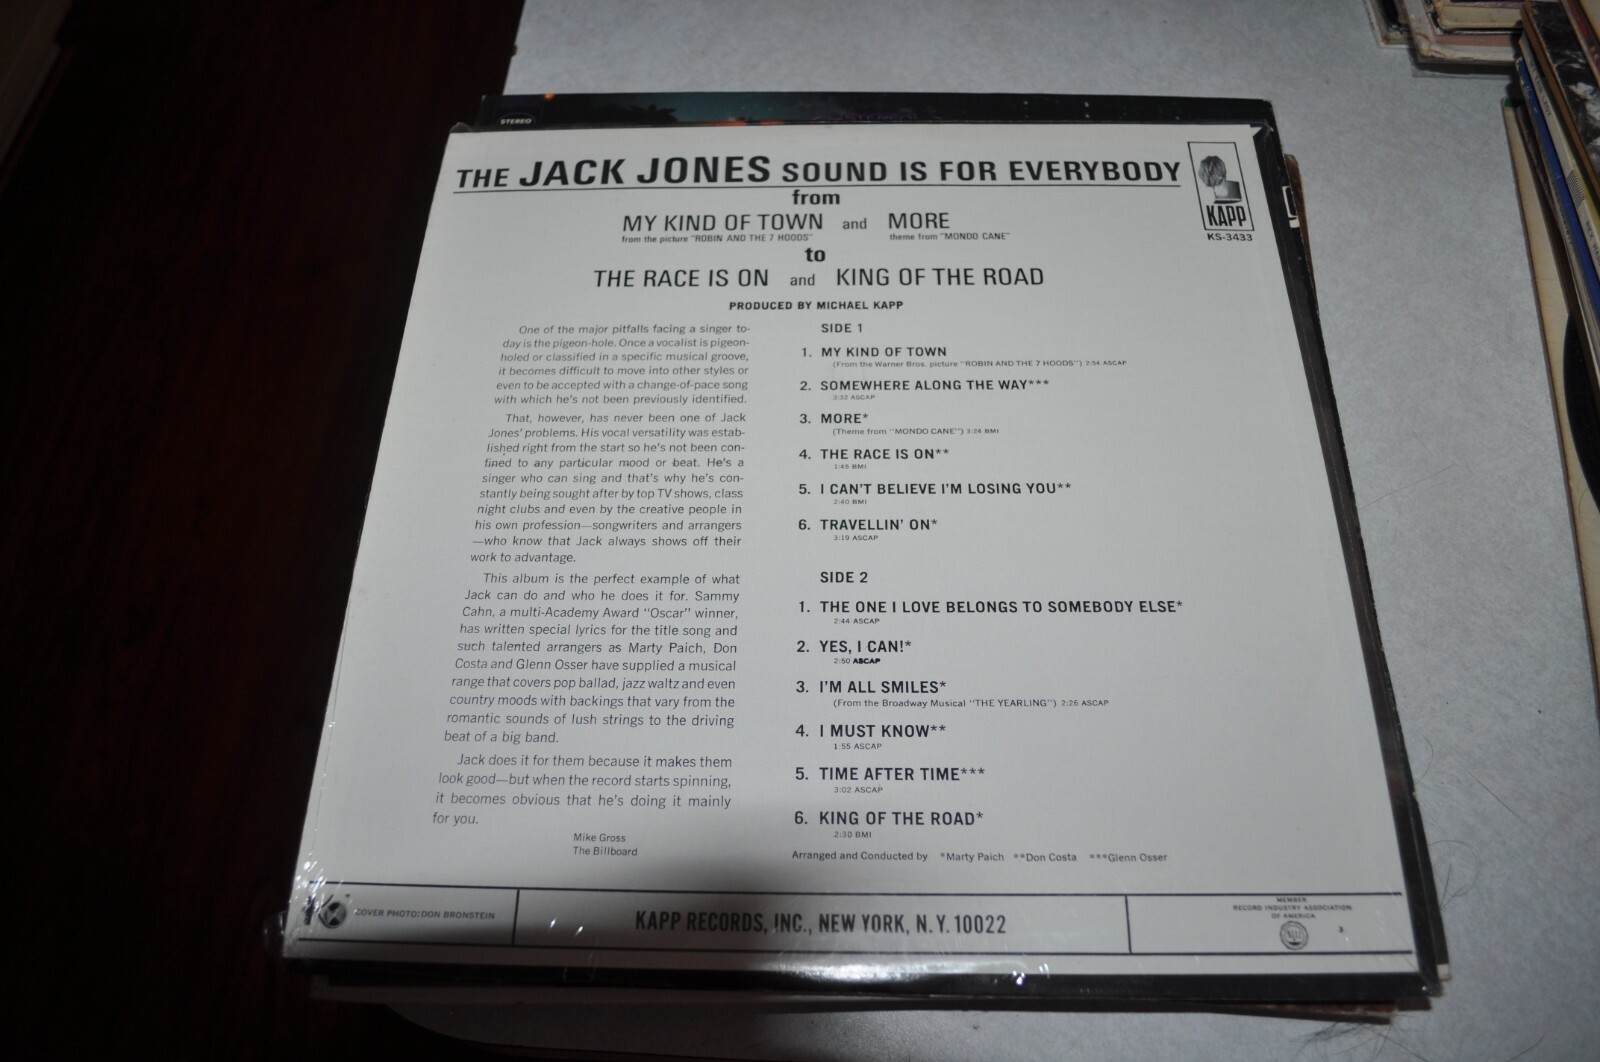 STEREO
THE JACK JONES SOUND IS FOR EVERYBODY
from
MY KIND OF TOWN and MORE
from the picture "ROBIN AND THE 7 HOODS" theme from "MONDO CANE"
to
THE RACE IS ON and KING OF THE ROAD
KAPP
KS-3433
PRODUCED BY MICHAEL KAPP
One of the major pitfalls facing a singer to-
day is the pigeon-hole. Once a vocalist is pigeon-
holed or classified in a specific musical groove,
it becomes difficult to move into other styles or
even to be accepted with a change-of-pace song
with which he's not been previously identified.
That, however, has never been one of Jack
Jones' problems. His vocal versatility was estab-
lished right from the start so he's not been con-
fined to any particular mood or beat. He's a
singer who can sing and that's why he's con-
stantly being sought after by top TV shows, class
night clubs and even by the creative people in
his own profession—songwriters and arrangers
—who know that Jack always shows off their
work to advantage.
This album is the perfect example of what
Jack can do and who he does it for. Sammy
Cahn, a multi-Academy Award "Oscar" winner,
has written special lyrics for the title song and
such talented arrangers as Marty Paich, Don
Costa and Glenn Osser have supplied a musical
range that covers pop ballad, jazz waltz and even
country moods with backings that vary from the
romantic sounds of lush strings to the driving
beat of a big band.
Jack does it for them because it makes them
look good—but when the record starts spinning,
it becomes obvious that he's doing it mainly
for you.
Mike Gross
The Billboard
SIDE 1
1. MY KIND OF TOWN
(From the Warner Bros. picture "ROBIN AND THE 7 HOODS") 2:54 ASCAP
2. SOMEWHERE ALONG THE WAY***
3:32 ASCAP
3. MORE*
(Theme from "MONDO CANE") 3:24 BMI
4. THE RACE IS ON**
1:45 BMI
5. I CAN'T BELIEVE I'M LOSING YOU**
2:40 BMI
6. TRAVELLIN' ON*
3:19 ASCAP
SIDE 2
1. THE ONE I LOVE BELONGS TO SOMEBODY ELSE*
2:44 ASCAP
2. YES, I CAN!*
2:50 ASCAP
3. I'M ALL SMILES*
(From the Broadway Musical "THE YEARLING") 2:26 ASCAP
4. I MUST KNOW**
1:55 ASCAP
5. TIME AFTER TIME***
3:02 ASCAP
6. KING OF THE ROAD*
2:30 BMI
Arranged and Conducted by *Marty Paich **Don Costa ***Glenn Osser
COVER PHOTO: DON BRONSTEIN
KAPP RECORDS, INC., NEW YORK, N.Y. 10022
MEMBER
RECORD INDUSTRY ASSOCIATION
OF AMERICA
3